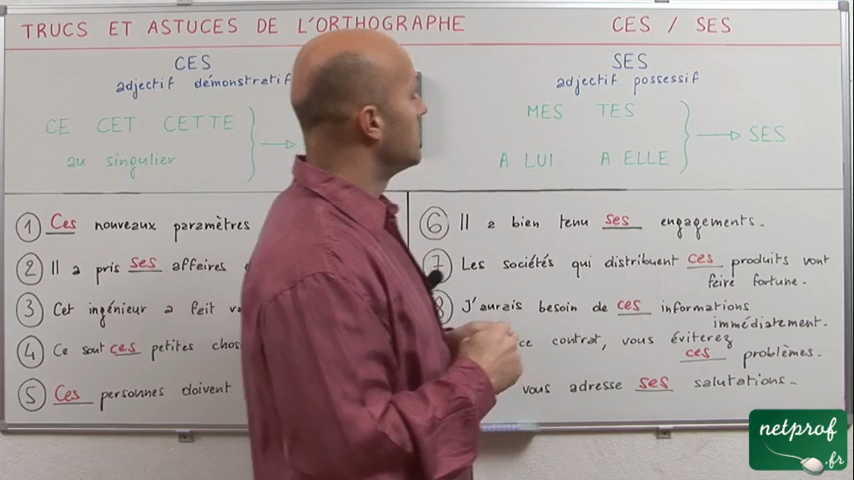 TRUCS ET ASTUCES DE L'ORTHOGRAPHE CES / SES
CES
adjectif démonstratif
CE CET CETTE
au singulier
SES
adjectif possessif
MES TES
A LUI A ELLE
SES
1 Ces nouveaux paramètres
2 Il a pris ses affaires
3 Cet ingénieur a fait
4 Ce sont ces petites
5 Ces personnes doivent
6 Il a bien tenu ses engagements.
7 Les sociétés qui distribuent ces produits vont
faire fortune.
8 J'aurais besoin de ces informations
immédiatement.
ce contrat, vous éviterez
ces problèmes.
vous adresse ses salutations.
netprof
.fr